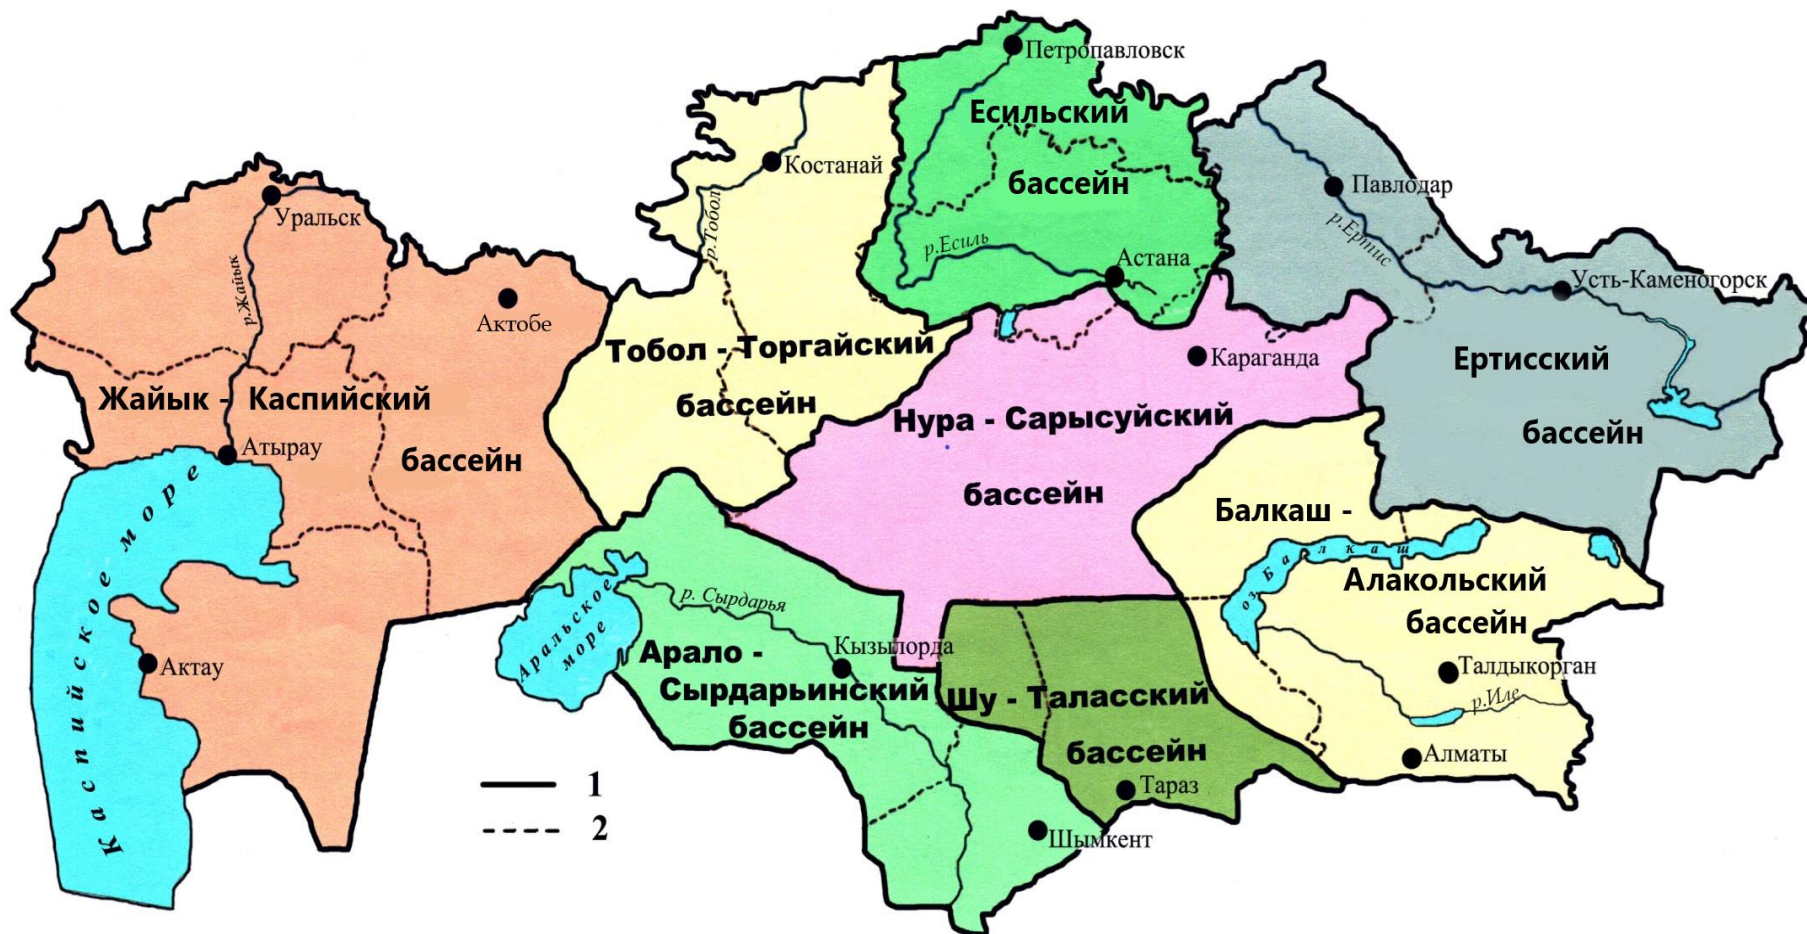 Петропавловск
Есильский
бассейн
Костанай
Павлодар
р.Тобол
р.Ертис
Уральск
р.Есиль
Астана
Усть-Каменогорск
р.Жайык
Актобе
Тобол - Торгайский
бассейн
Караганда
Ертисский
бассейн
Жайык - Каспийский
бассейн
Нура - Сарысуйский
бассейн
Атырау
Балкаш -
Алакольский
бассейн
оз. Балкаш
Каспийское море
Аральское
море
р. Сырдарья
Кызылорда
Арало -
Сырдарьинский
бассейн
Шу - Таласский
бассейн
Талдыкорган
р.Иле
Актау
Алматы
Тараз
Шымкент
1
2